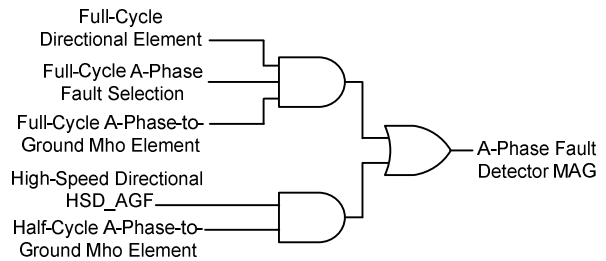 Full-Cycle
Directional Element
Full-Cycle A-Phase
Fault Selection
Full-Cycle A-Phase-to-
Ground Mho Element
High-Speed Directional
HSD_AGF
Half-Cycle A-Phase-to-
Ground Mho Element
A-Phase Fault
Detector MAG